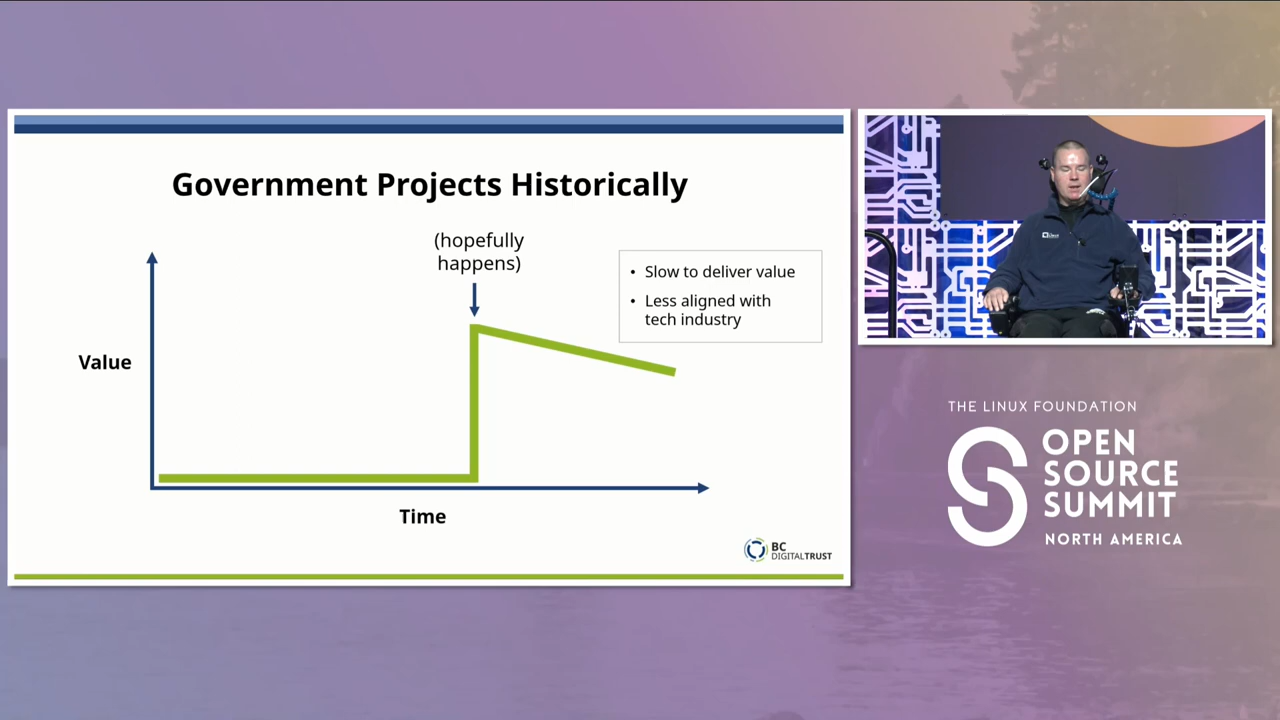 Government Projects Historically
(hopefully
happens)
• Slow to deliver value
• Less aligned with
tech industry
Value
Time
BC
DIGITALTRUST
THE LINUX FOUNDATION
OPEN
SOURCE
SUMMIT
NORTH AMERICA